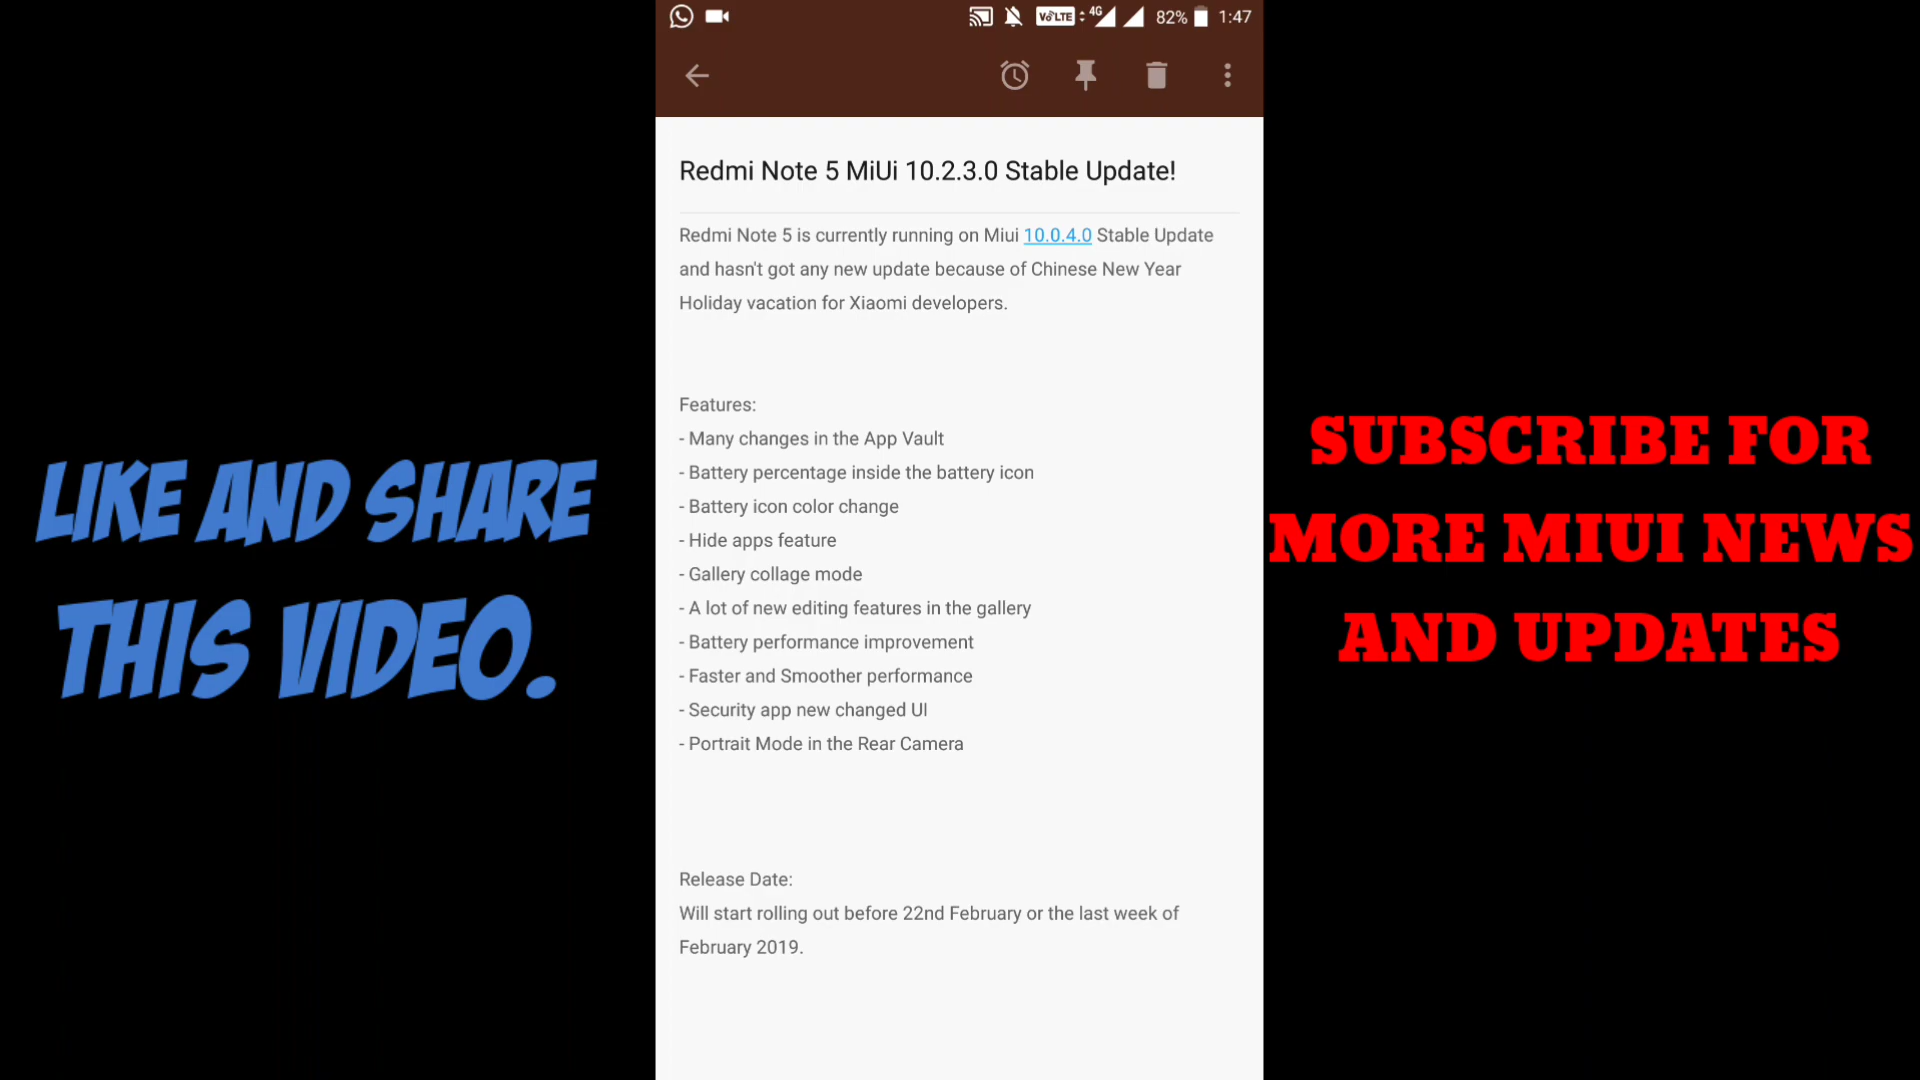 VoLTE 4G 82% 1:47
Redmi Note 5 MiUi 10.2.3.0 Stable Update!
Redmi Note 5 is currently running on Miui 10.0.4.0 Stable Update
and hasn't got any new update because of Chinese New Year
Holiday vacation for Xiaomi developers.
Features:
- Many changes in the App Vault
- Battery percentage inside the battery icon
- Battery icon color change
- Hide apps feature
- Gallery collage mode
- A lot of new editing features in the gallery
- Battery performance improvement
- Faster and Smoother performance
- Security app new changed UI
- Portrait Mode in the Rear Camera
Release Date:
Will start rolling out before 22nd February or the last week of
February 2019.
LIKE AND SHARE
THIS VIDEO.
SUBSCRIBE FOR
MORE MIUI NEWS
AND UPDATES